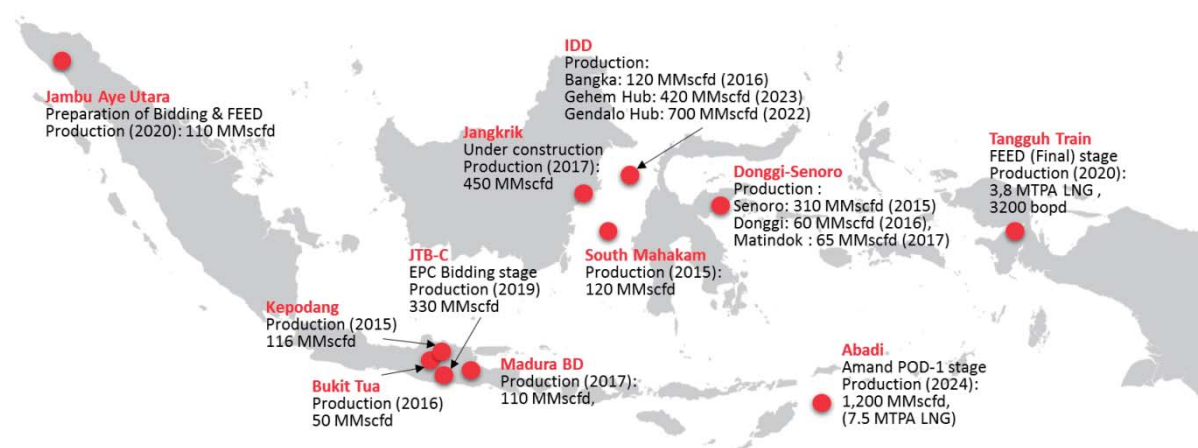 Jambu Aye Utara
Preparation of Bidding & FEED
Production (2020): 110 MMscfd
IDD
Production:
Bangka: 120 MMscfd (2016)
Gehem Hub: 420 MMscfd (2023)
Gendalo Hub: 700 MMscfd (2022)
Jangkrik
Under construction
Production (2017):
450 MMscfd
Donggi-Senoro
Production :
Senoro: 310 MMscfd (2015)
Donggi: 60 MMscfd (2016),
Matindok : 65 MMscfd (2017)
Tangguh Train
FEED (Final) stage
Production (2020):
3,8 MTPA LNG ,
3200 bopd
JTB-C
EPC Bidding stage
Production (2019)
330 MMscfd
South Mahakam
Production (2015):
120 MMscfd
Kepodang
Production (2015)
116 MMscfd
Bukit Tua
Production (2016)
50 MMscfd
Madura BD
Production (2017):
110 MMscfd,
Abadi
Amand POD-1 stage
Production (2024):
1,200 MMscfd,
(7.5 MTPA LNG)